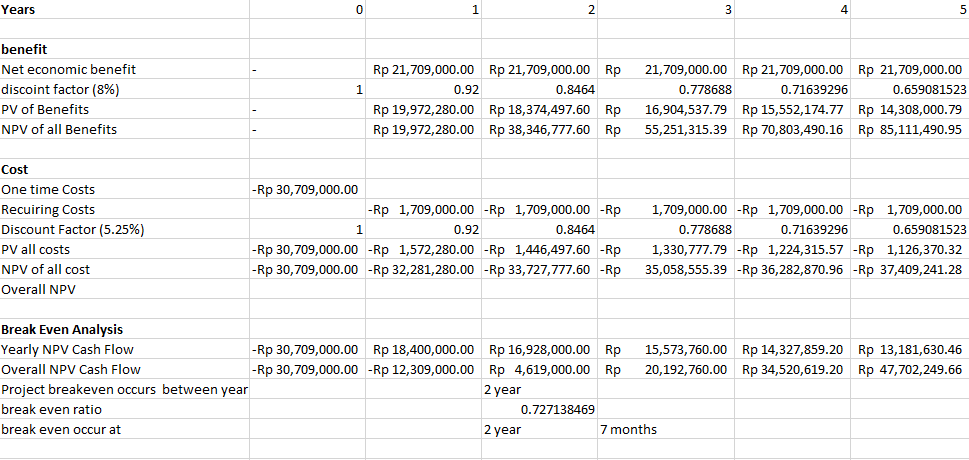 Years 0 1 2 3 4 5
benefit
Net economic benefit - Rp 21,709,000.00 Rp 21,709,000.00 Rp 21,709,000.00 Rp 21,709,000.00 Rp 21,709,000.00
discoint factor (8%) 1 0.92 0.8464 0.778688 0.71639296 0.659081523
PV of Benefits - Rp 19,972,280.00 Rp 18,374,497.60 Rp 16,904,537.79 Rp 15,552,174.77 Rp 14,308,000.79
NPV of all Benefits - Rp 19,972,280.00 Rp 38,346,777.60 Rp 55,251,315.39 Rp 70,803,490.16 Rp 85,111,490.95
Cost
One time Costs -Rp 30,709,000.00
Recuiring Costs -Rp 1,709,000.00 -Rp 1,709,000.00 -Rp 1,709,000.00 -Rp 1,709,000.00 -Rp 1,709,000.00
Discount Factor (5.25%) 1 0.92 0.8464 0.778688 0.71639296 0.659081523
PV all costs -Rp 30,709,000.00 -Rp 1,572,280.00 -Rp 1,446,497.60 -Rp 1,330,777.79 -Rp 1,224,315.57 -Rp 1,126,370.32
NPV of all cost -Rp 30,709,000.00 -Rp 32,281,280.00 -Rp 33,727,777.60 -Rp 35,058,555.39 -Rp 36,282,870.96 -Rp 37,409,241.28
Overall NPV
Break Even Analysis
Yearly NPV Cash Flow -Rp 30,709,000.00 Rp 18,400,000.00 Rp 16,928,000.00 Rp 15,573,760.00 Rp 14,327,859.20 Rp 13,181,630.46
Overall NPV Cash Flow -Rp 30,709,000.00 -Rp 12,309,000.00 Rp 4,619,000.00 Rp 20,192,760.00 Rp 34,520,619.20 Rp 47,702,249.66
Project breakeven occurs between year 2 year
break even ratio 0.727138469
break even occur at 2 year 7 months